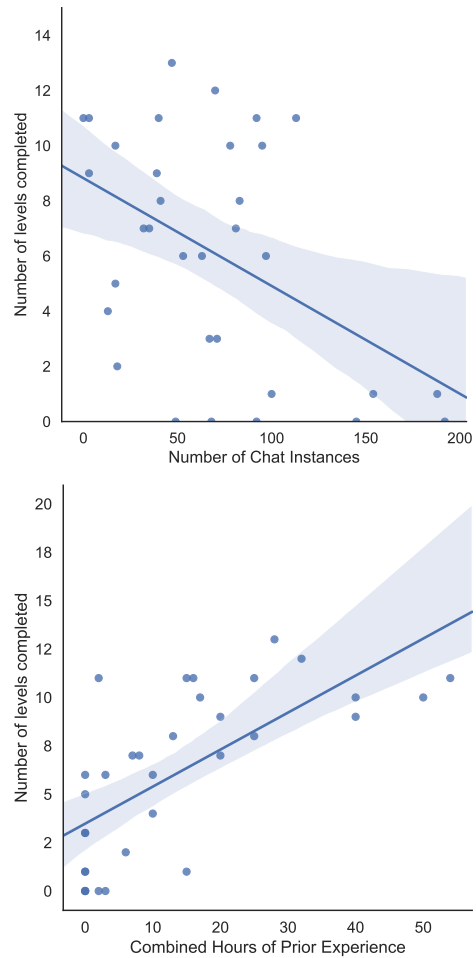 14
12
10
8
6
4
2
0
Number of levels completed
0 50 100 150 200
Number of Chat Instances
20
18
15
12
10
8
5
2
0
Number of levels completed
0 10 20 30 40 50
Combined Hours of Prior Experience